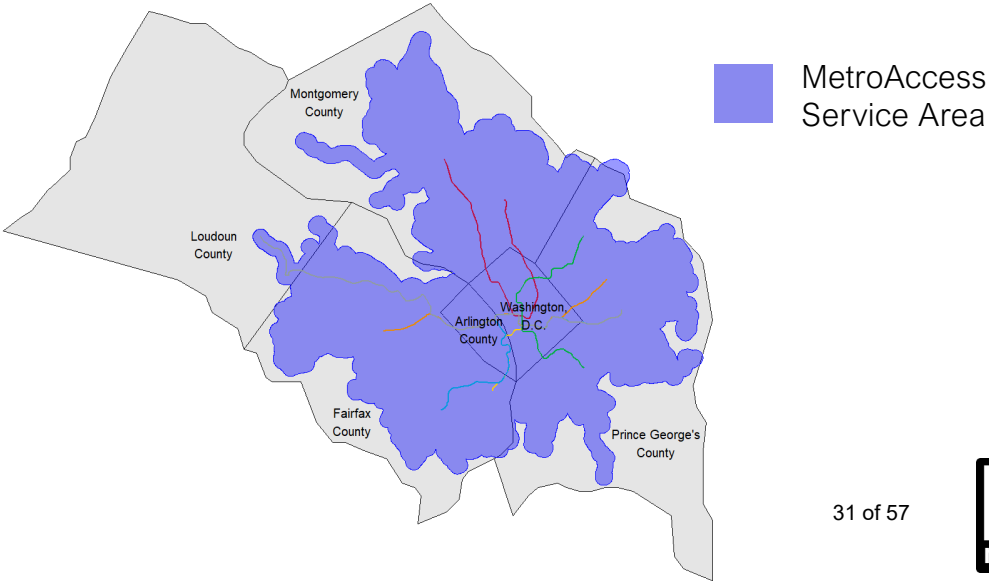 MetroAccess
Service Area
Montgomery
County
Loudoun
County
Washington,
D.C.
Arlington
County
Fairfax
County
Prince George's
County
31 of 57